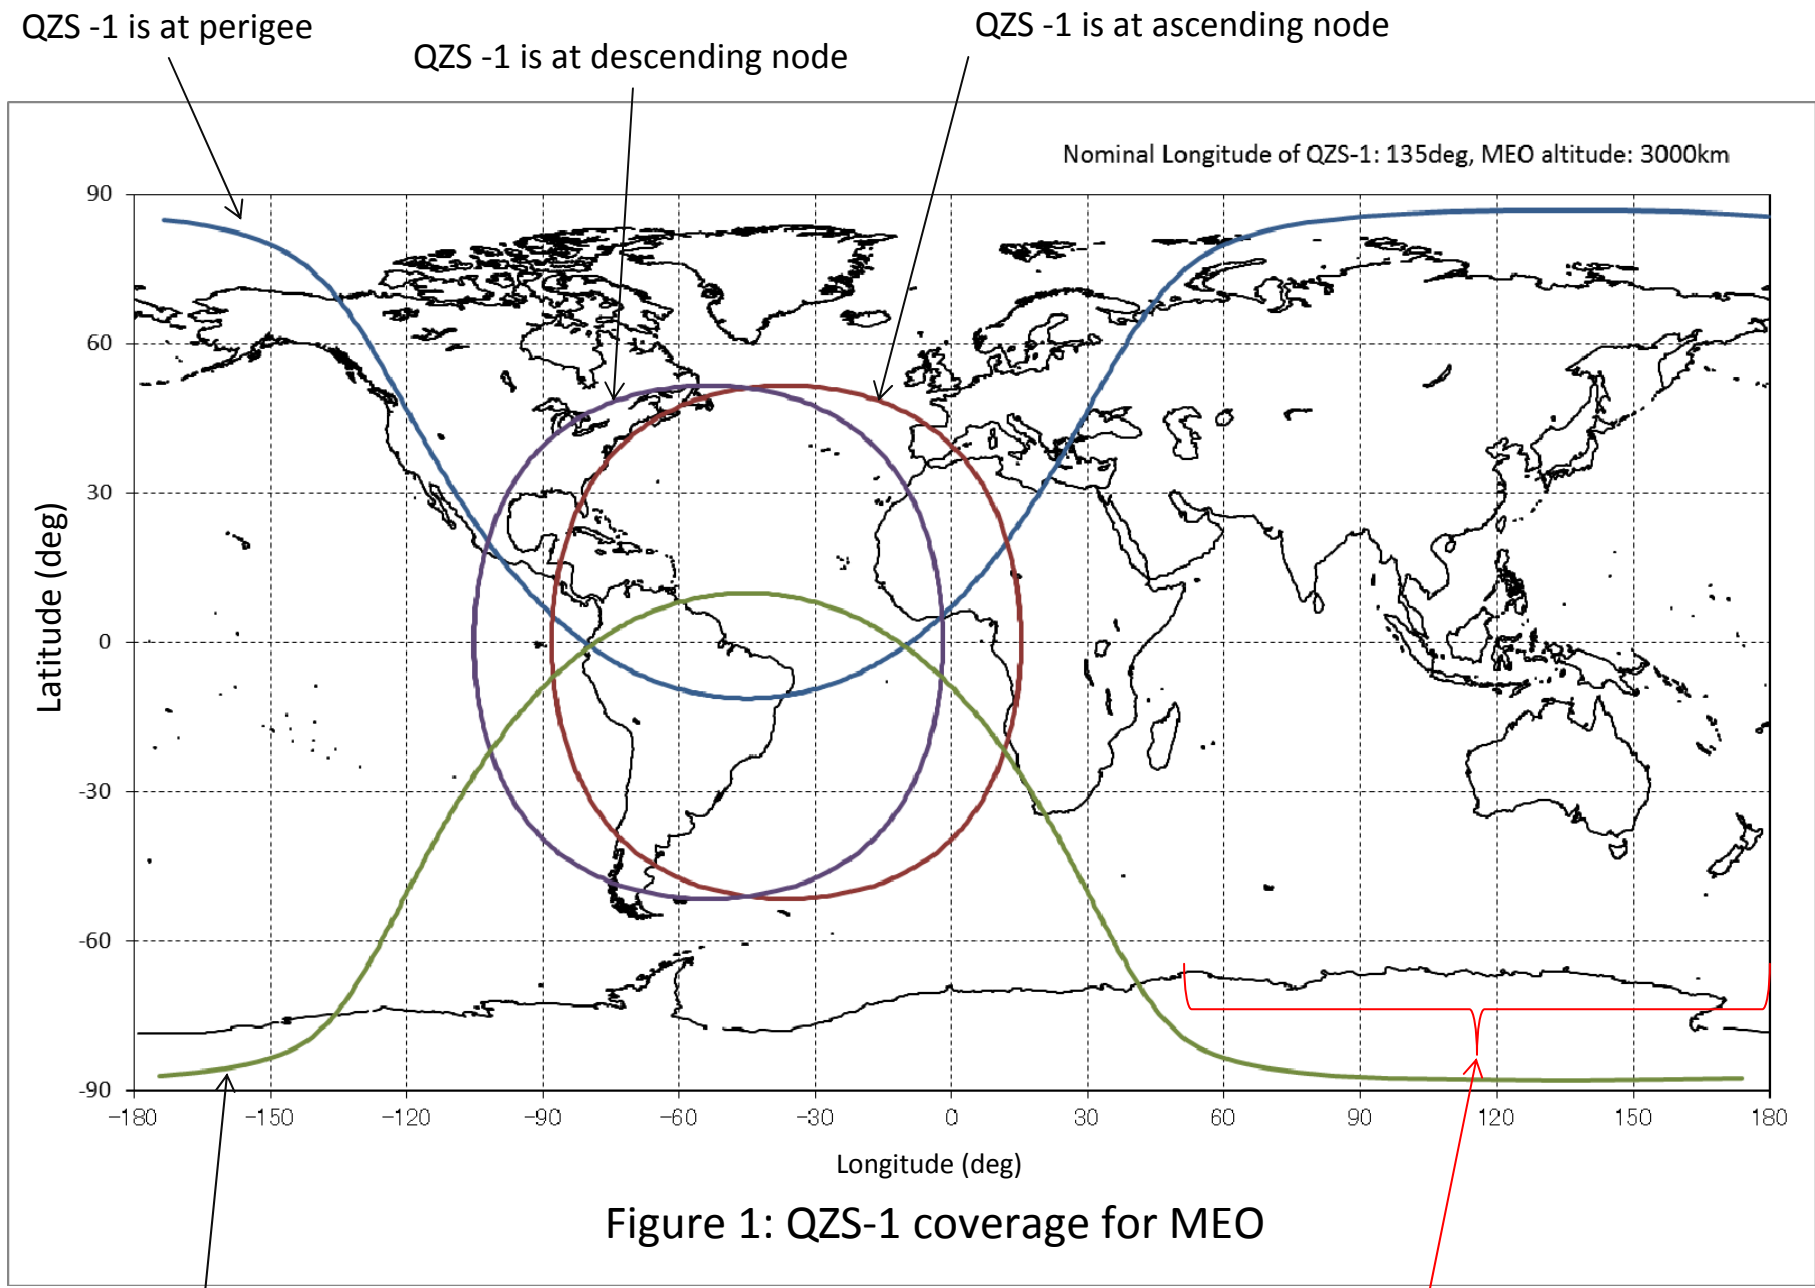 QZS -1 is at perigee
QZS -1 is at descending node
QZS -1 is at ascending node
Nominal Longitude of QZS-1: 135deg, MEO altitude: 3000km
Latitude (deg)
90
60
30
0
-30
-60
-90
-180
-150
-120
-90
-60
-30
0
30
60
90
120
150
180
Longitude (deg)
Figure 1: QZS-1 coverage for MEO